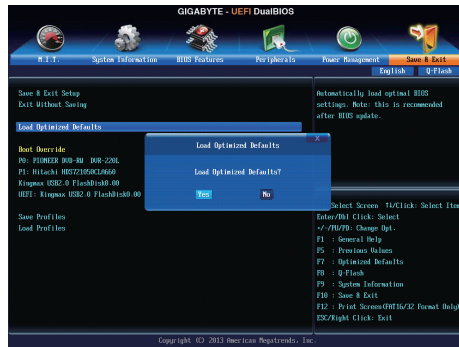 GIGABYTE - UEFI DualBIOS
M.I.T. System Information BIOS Features Peripherals Power Management Save & Exit
English Q-Flash
Save & Exit Setup
Exit Without Saving
Load Optimized Defaults
Boot Override
P0: PIONEER DVD-RW DVR-220L
P1: Hitachi HDS721050CLA660
Kingmax USB2.0 FlashDisk0.00
UEFI: Kingmax USB2.0 FlashDisk0.00
Save Profiles
Load Profiles
Load Optimized Defaults
X
Load Optimized Defaults?
Yes No
Automatically load optimal BIOS
settings. Note: this is recommended
after BIOS update.
Select Screen ↑↓/Click: Select Item
Enter/Dbl Click: Select
+/-/PU/PD: Change Opt.
F1 : General Help
F5 : Previous Values
F7 : Optimized Defaults
F8 : Q-Flash
F9 : System Information
F10 : Save & Exit
F12 : Print Screen(FAT16/32 Format Only)
ESC/Right Click: Exit
Copyright (C) 2013 American Megatrends, Inc.